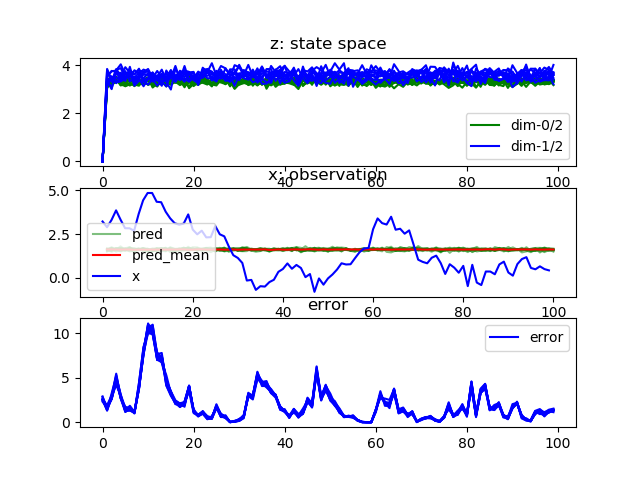 z: state space
4
2
0
dim-0/2
dim-1/2
0 20 40 60 80 100
x: observation
5.0
2.5
0.0
pred
pred_mean
x
0 20 40 60 80 100
error
10
5
0
error
0 20 40 60 80 100